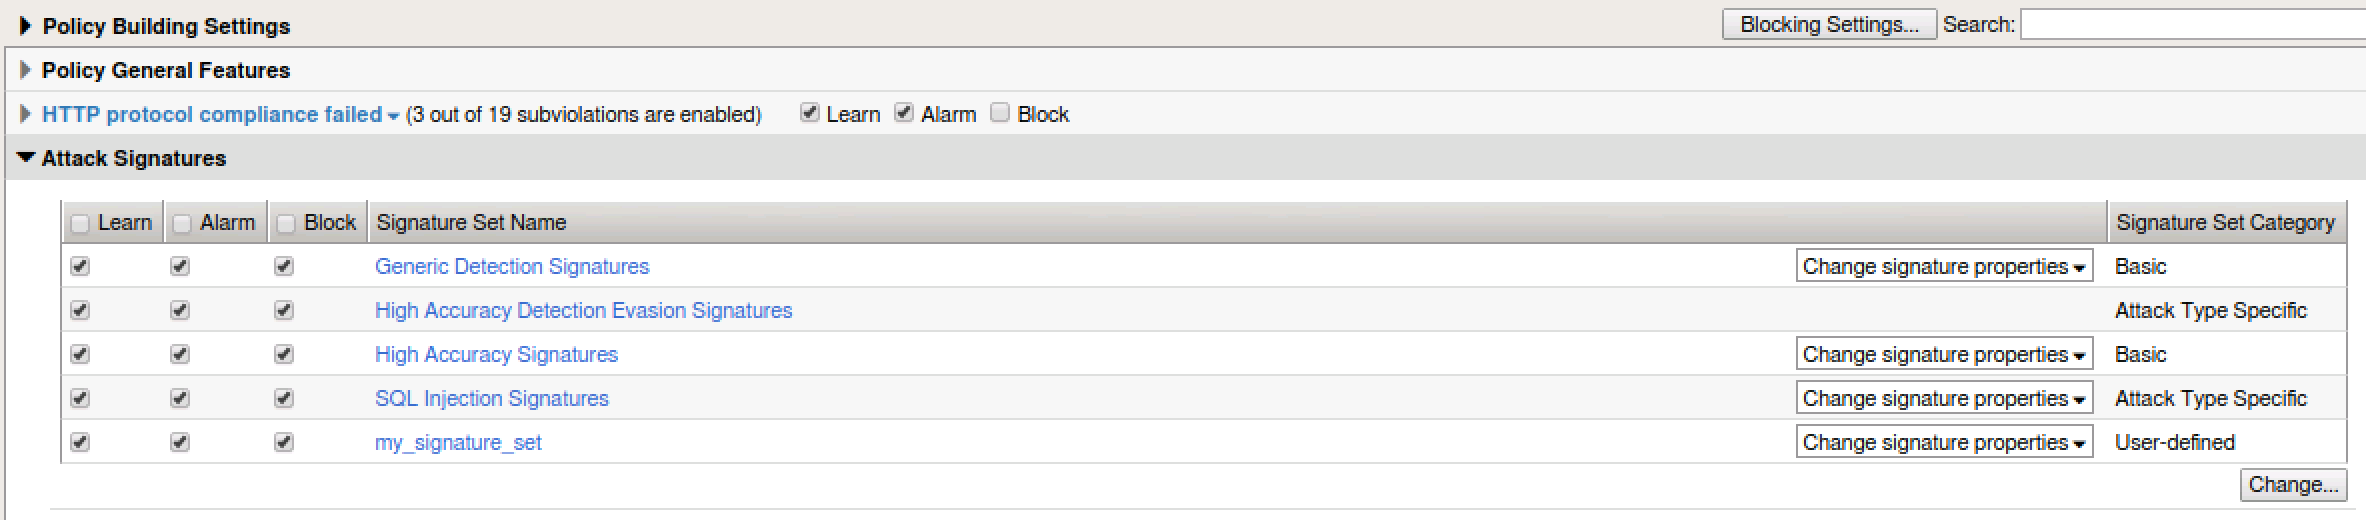 Policy Building Settings Blocking Settings... Search:
Policy General Features
HTTP protocol compliance failed (3 out of 19 subviolations are enabled) Learn Alarm Block
Attack Signatures
Learn Alarm Block Signature Set Name Signature Set Category
Generic Detection Signatures Change signature properties Basic
High Accuracy Detection Evasion Signatures Attack Type Specific
High Accuracy Signatures Change signature properties Basic
SQL Injection Signatures Change signature properties Attack Type Specific
my_signature_set Change signature properties User-defined
Change...